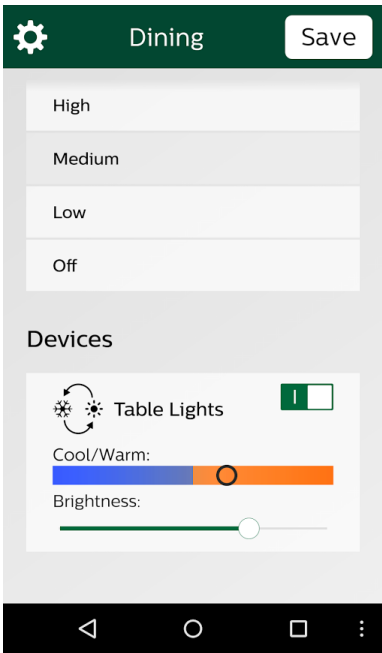 Dining
Save
High
Medium
Low
Off
Devices
Table Lights
Cool/Warm:
Brightness: